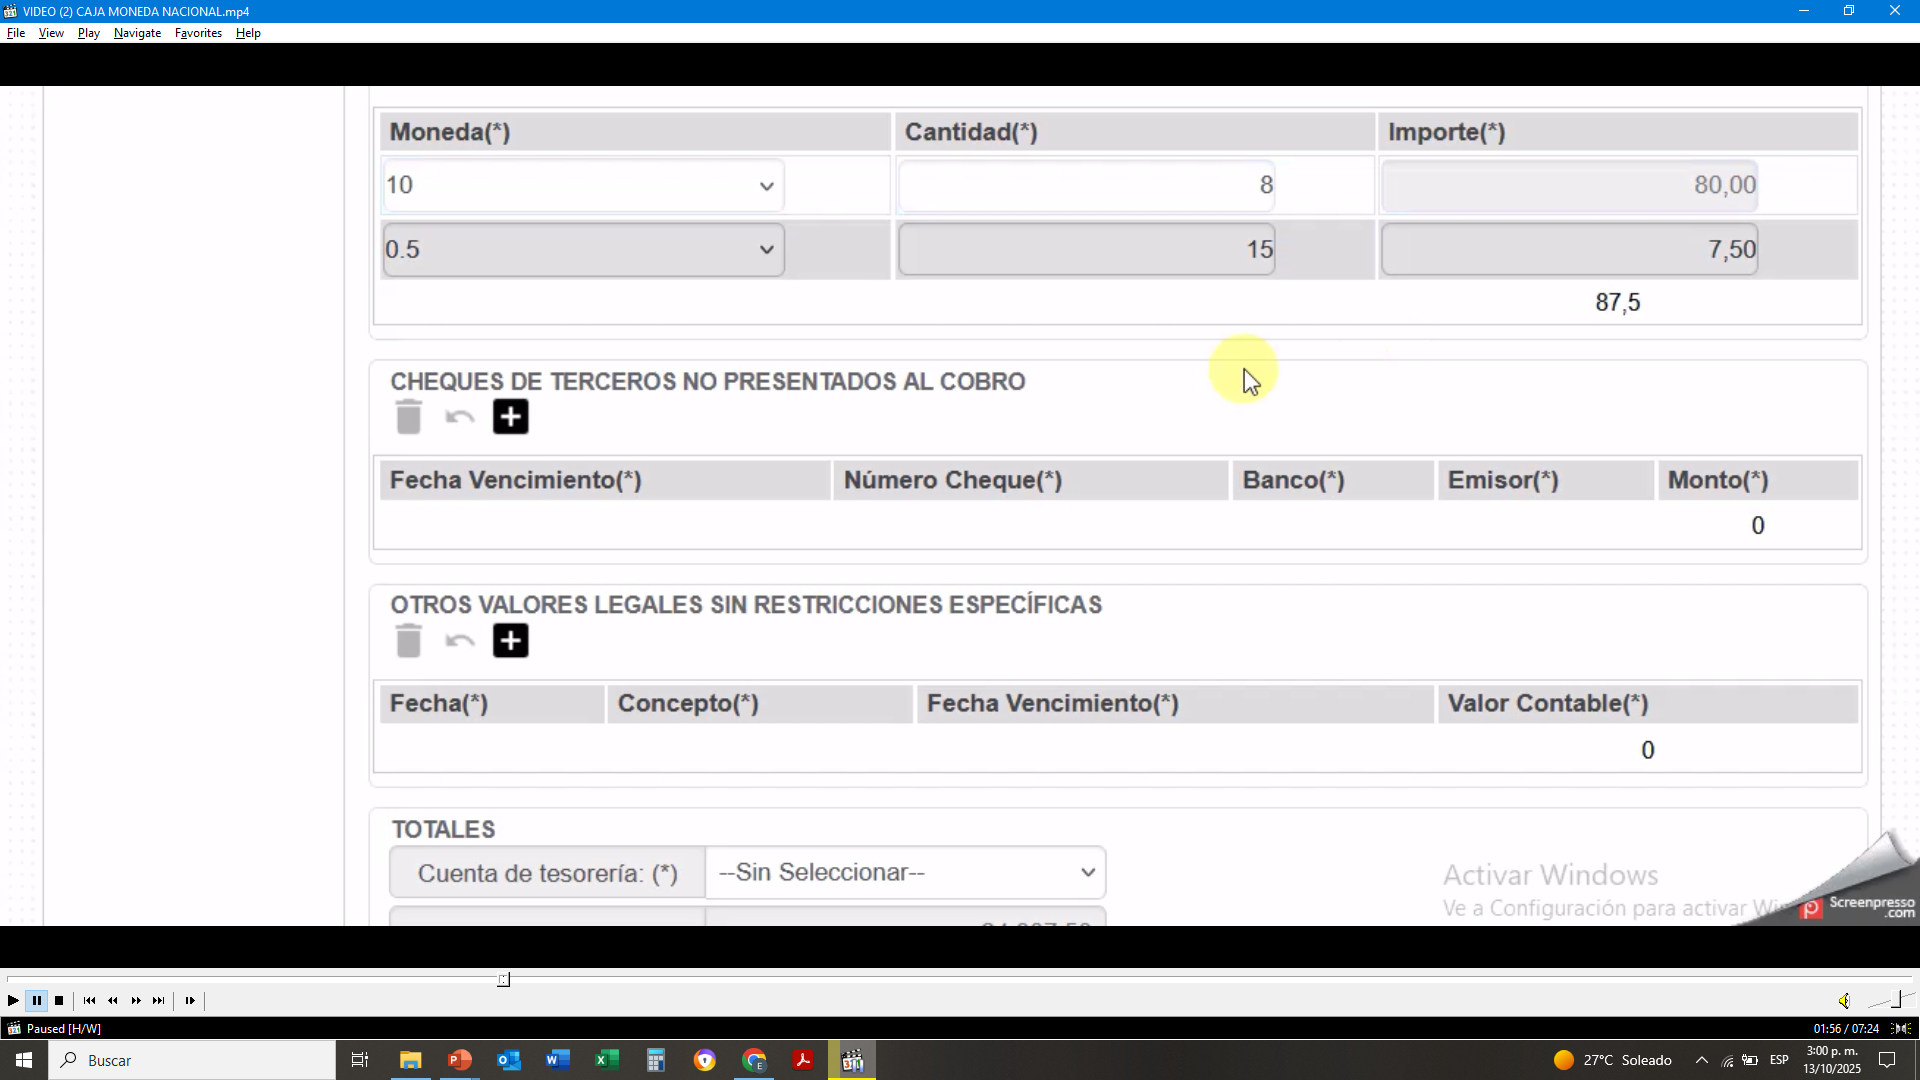 VIDEO (2) CAJA MONEDA NACIONAL.mp4
File View Play Navigate Favorites Help
Moneda(*) Cantidad(*) Importe(*)
10 8 80,00
0.5 15 7,50
87,5
CHEQUES DE TERCEROS NO PRESENTADOS AL COBRO
Fecha Vencimiento(*) Número Cheque(*) Banco(*) Emisor(*) Monto(*)
0
OTROS VALORES LEGALES SIN RESTRICCIONES ESPECÍFICAS
Fecha(*) Concepto(*) Fecha Vencimiento(*) Valor Contable(*)
0
TOTALES
Cuenta de tesorería: (*) --Sin Seleccionar--
Activar Windows
Ve a Configuración para activar
Screenpresso
.com
Paused [H/W] 01:56 / 07:24
Buscar
27°C Soleado
ESP
3:00 p. m.
13/10/2025